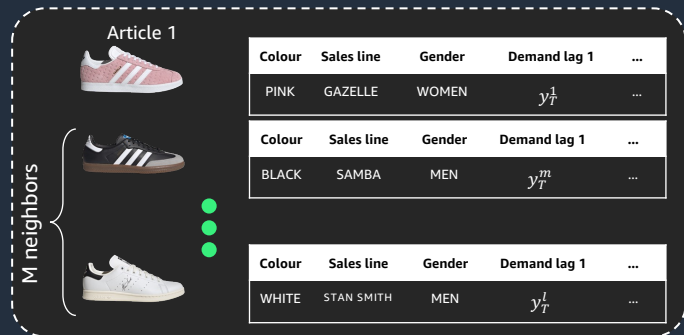 Article 1
Colour Sales line Gender Demand lag 1 ...
PINK GAZELLE WOMEN y_T^1 ...
Colour Sales line Gender Demand lag 1 ...
BLACK SAMBA MEN y_T^m ...
M neighbors
Colour Sales line Gender Demand lag 1 ...
WHITE STAN SMITH MEN y_T^l ...